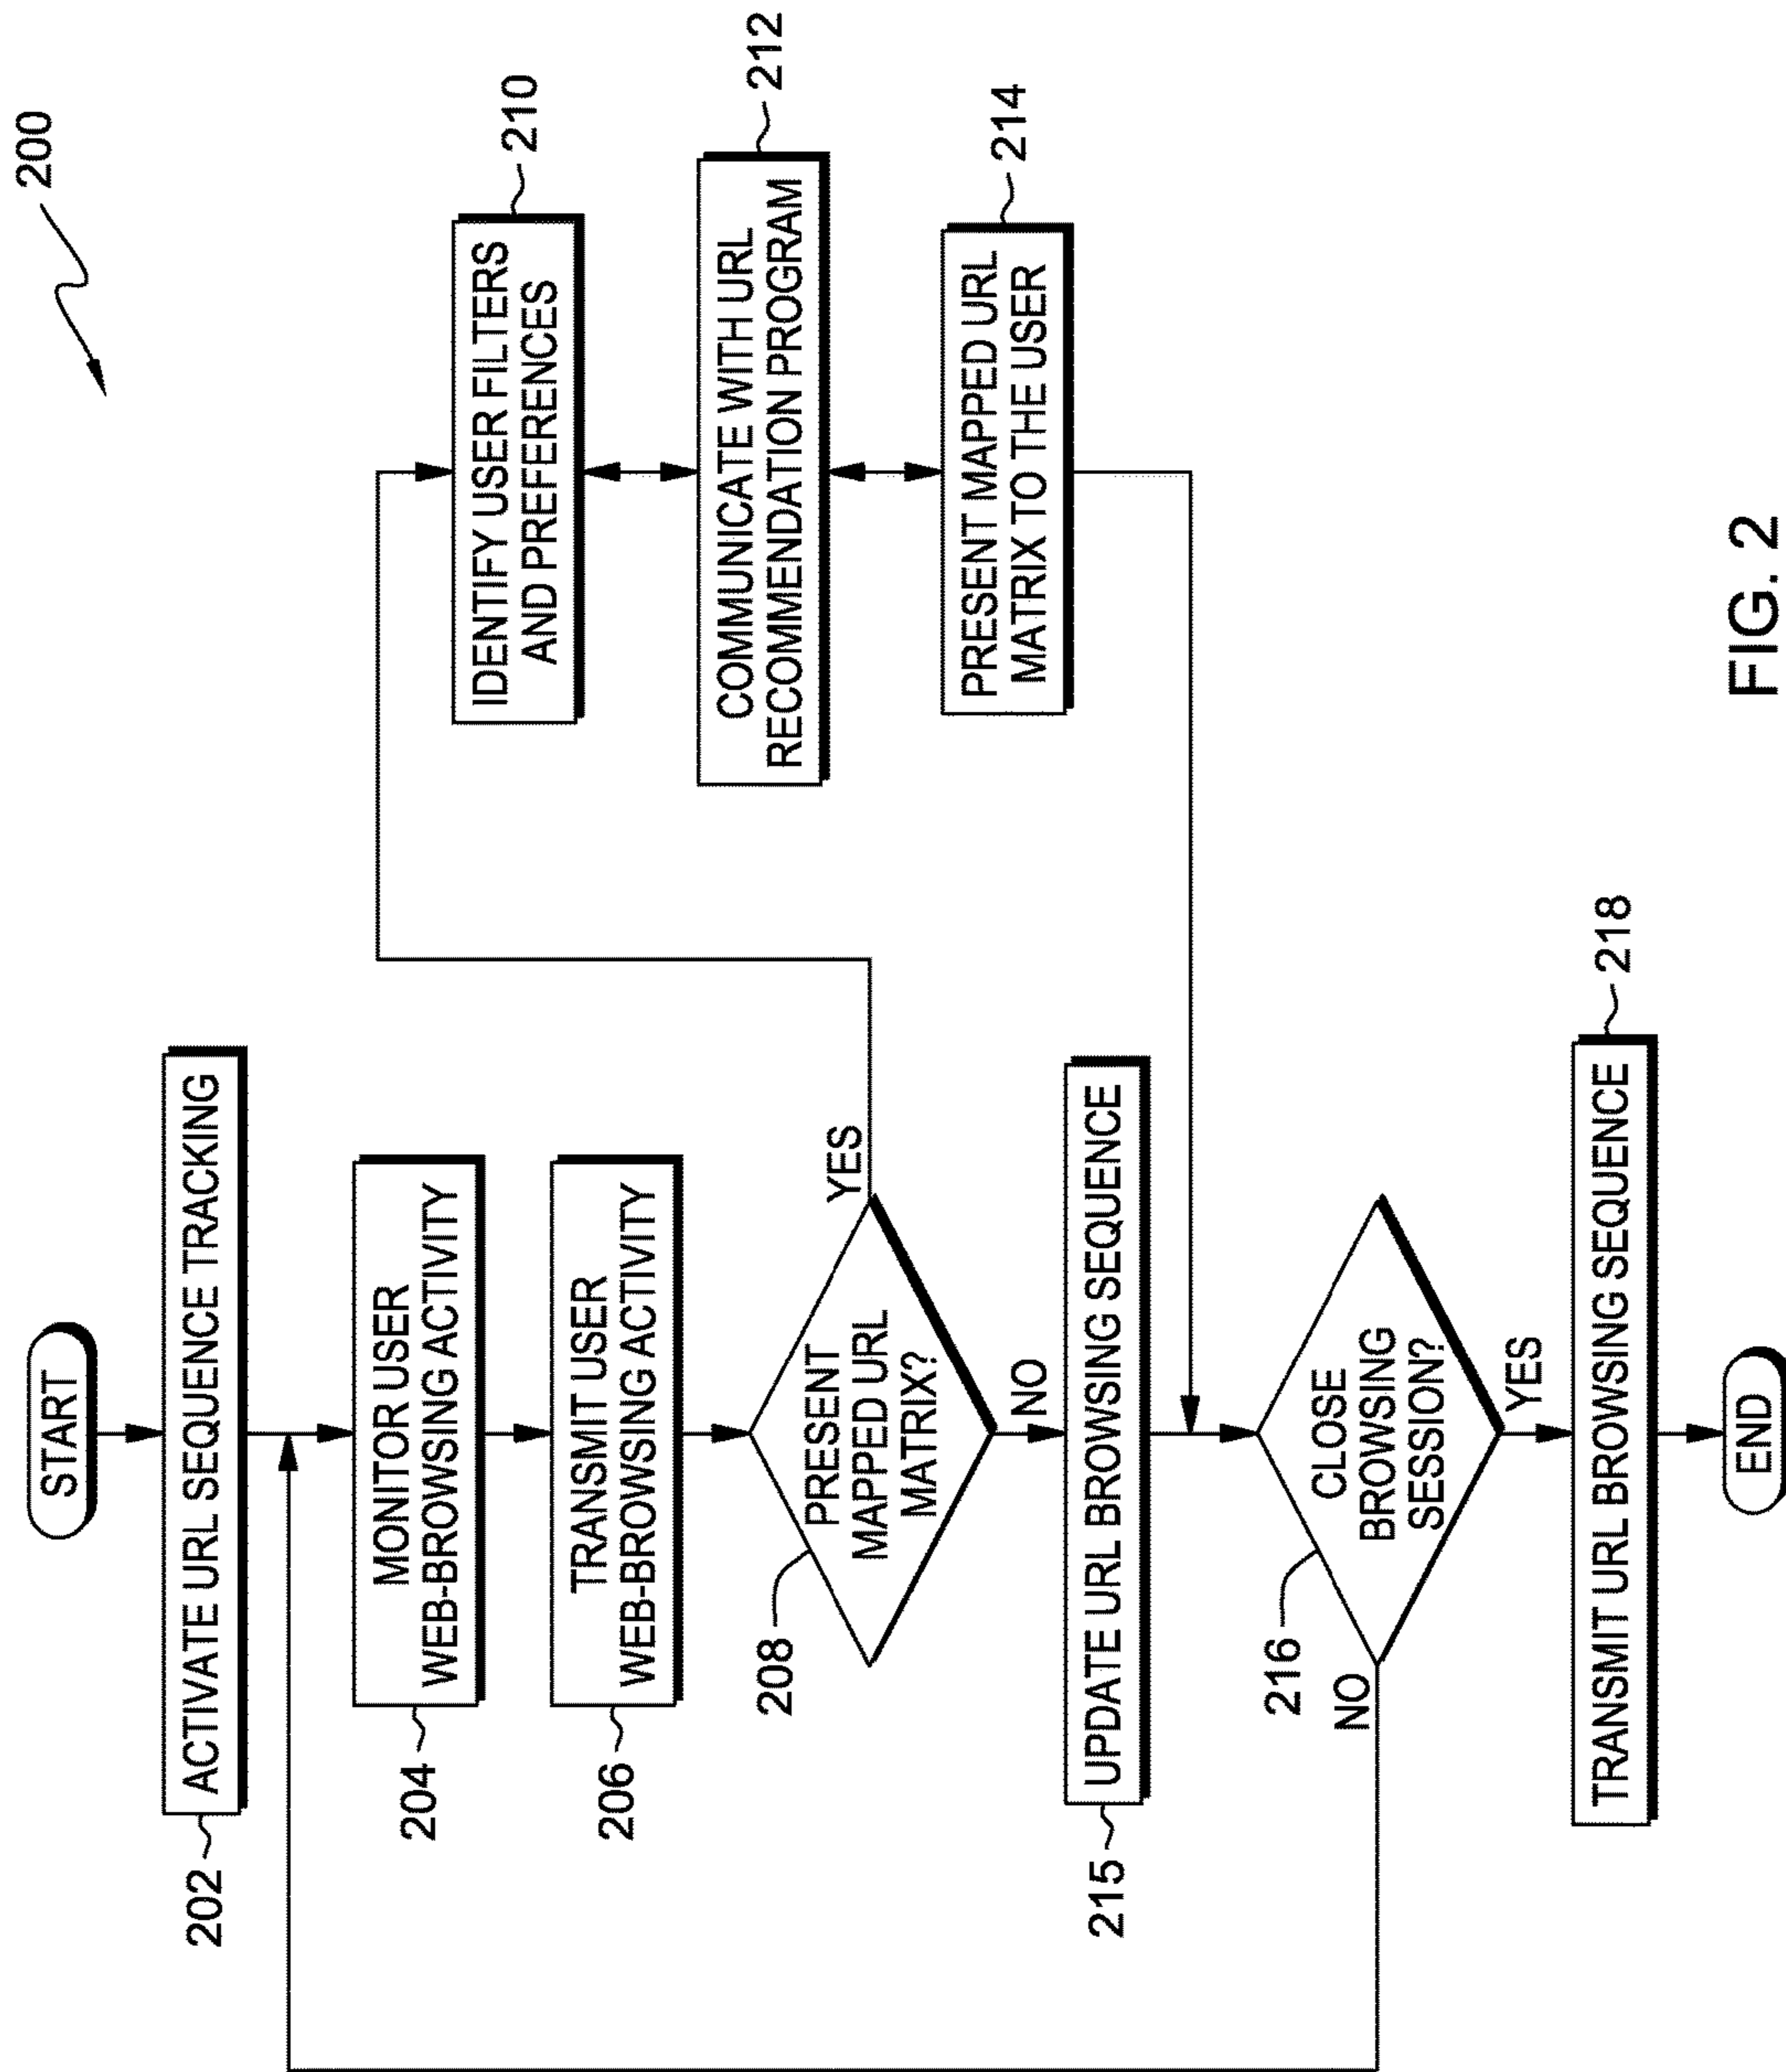 200
START
202
ACTIVATE URL SEQUENCE TRACKING
204
MONITOR USER
WEB-BROWSING ACTIVITY
206
TRANSMIT USER
WEB-BROWSING ACTIVITY
208
PRESENT
MAPPED URL
MATRIX?
YES
NO
IDENTIFY USER FILTERS
AND PREFERENCES
210
COMMUNICATE WITH URL
RECOMMENDATION PROGRAM
212
PRESENT MAPPED URL
MATRIX TO THE USER
214
215
UPDATE URL BROWSING SEQUENCE
216
CLOSE
BROWSING
SESSION?
NO
YES
TRANSMIT URL BROWSING SEQUENCE
218
END
FIG. 2